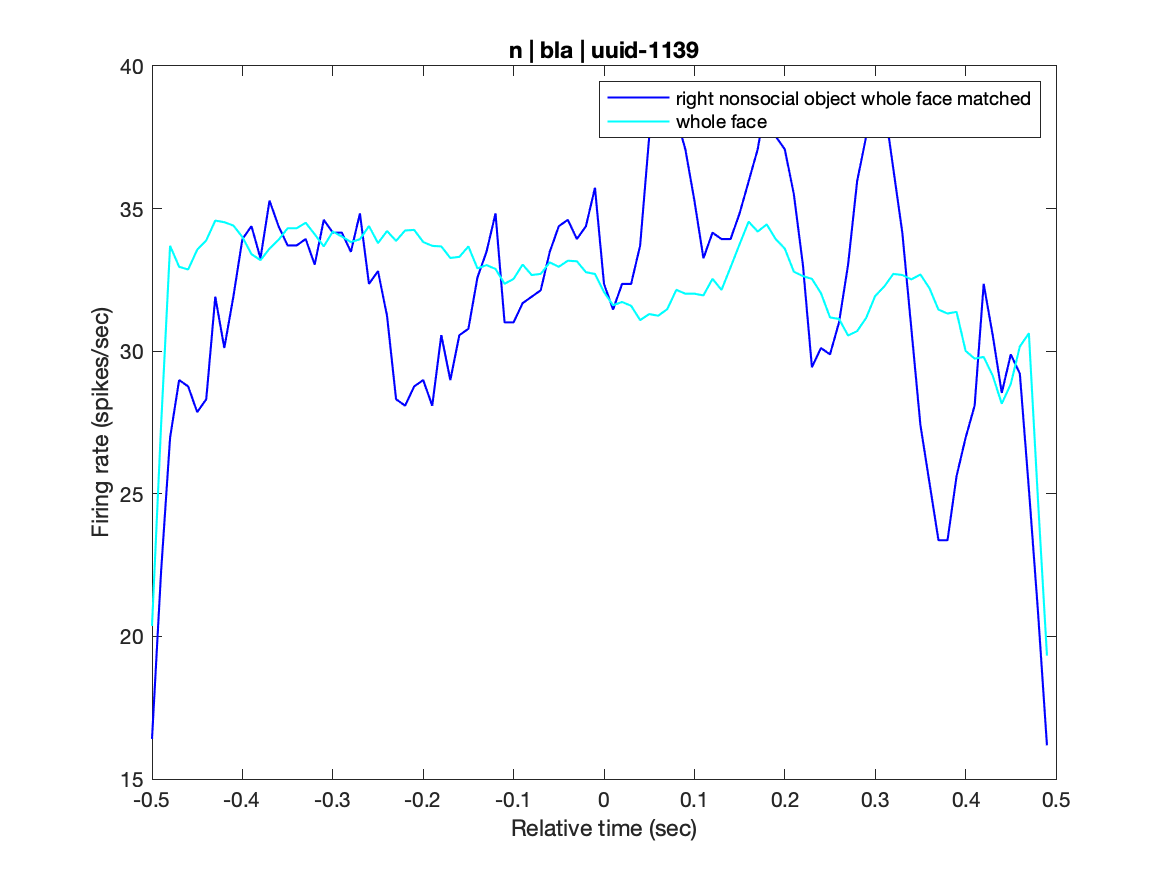 n | bla | uuid-1139
40
right nonsocial object whole face matched
whole face
35
30
25
20
15
Firing rate (spikes/sec)
-0.5 -0.4 -0.3 -0.2 -0.1 0 0.1 0.2 0.3 0.4 0.5
Relative time (sec)